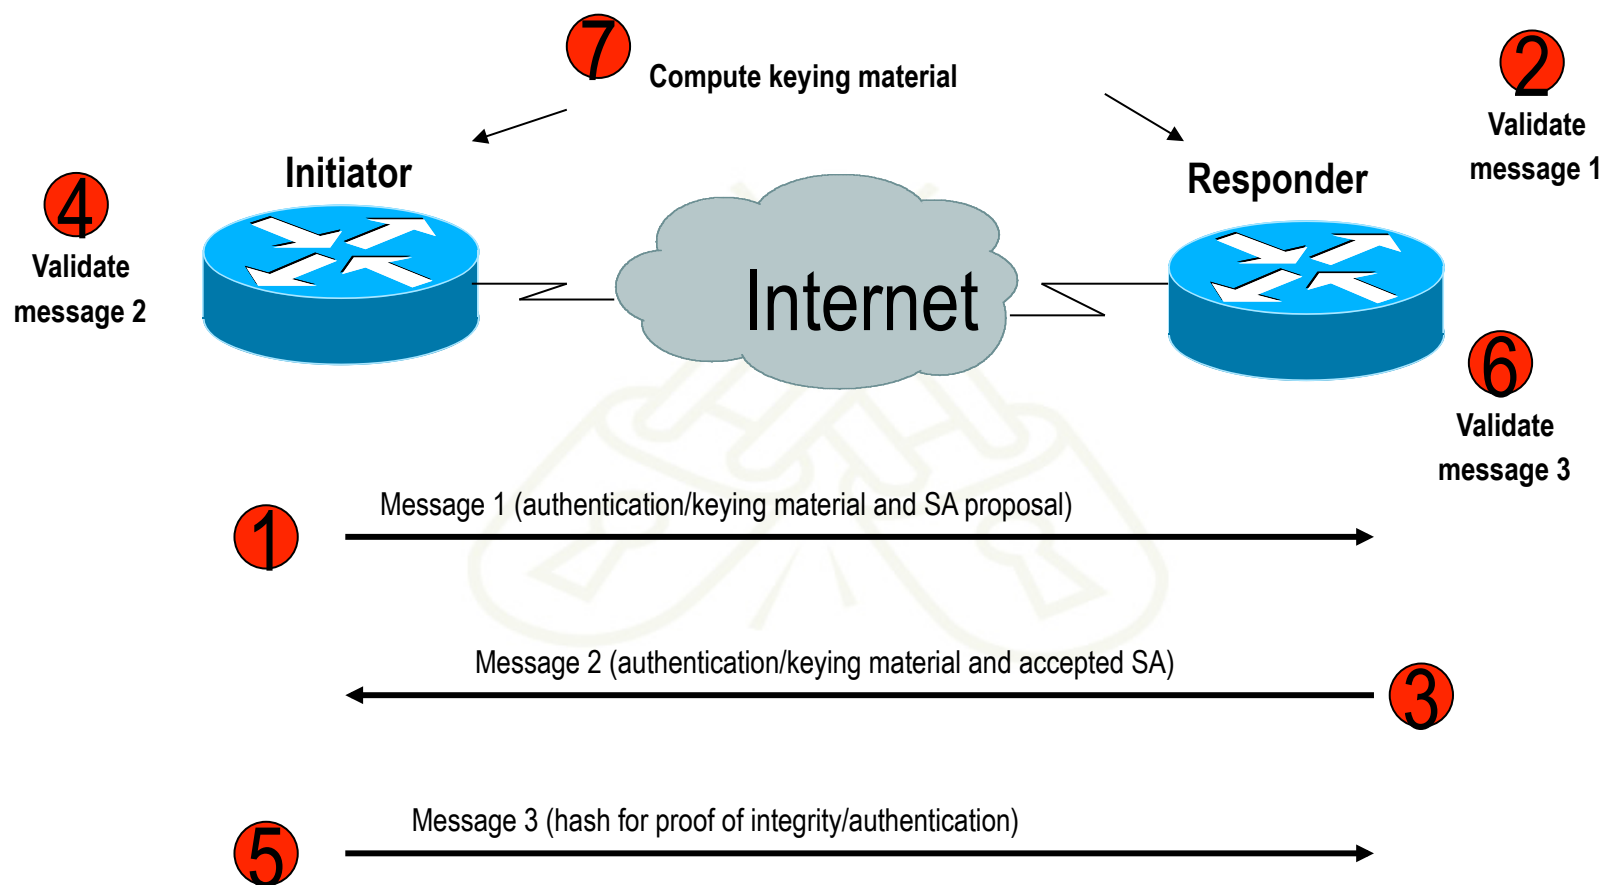 7
Compute keying material
2
Validate
message 1
Initiator
Responder
4
Validate
message 2
Internet
6
Validate
message 3
1
Message 1 (authentication/keying material and SA proposal)
Message 2 (authentication/keying material and accepted SA)
3
Message 3 (hash for proof of integrity/authentication)
5